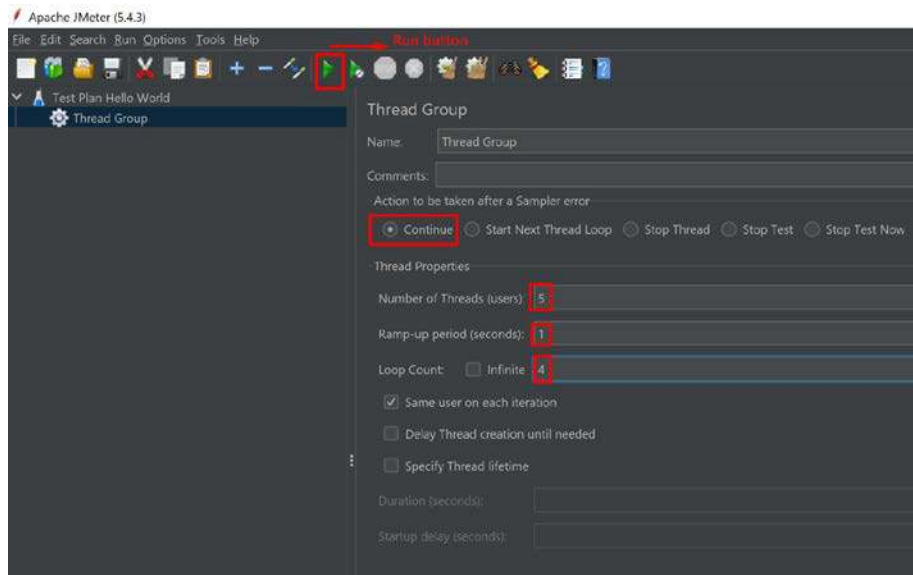 Apache JMeter (5.4.3)
File Edit Search Run Options Tools Help
Run button
Test Plan Hello World
Thread Group
Thread Group
Name: Thread Group
Comments:
Action to be taken after a Sampler error
Continue Start Next Thread Loop Stop Thread Stop Test Stop Test Now
Thread Properties
Number of Threads (users): 5
Ramp-up period (seconds): 1
Loop Count: Infinite 4
Same user on each iteration
Delay Thread creation until needed
Specify Thread lifetime
Duration (seconds):
Startup delay (seconds):